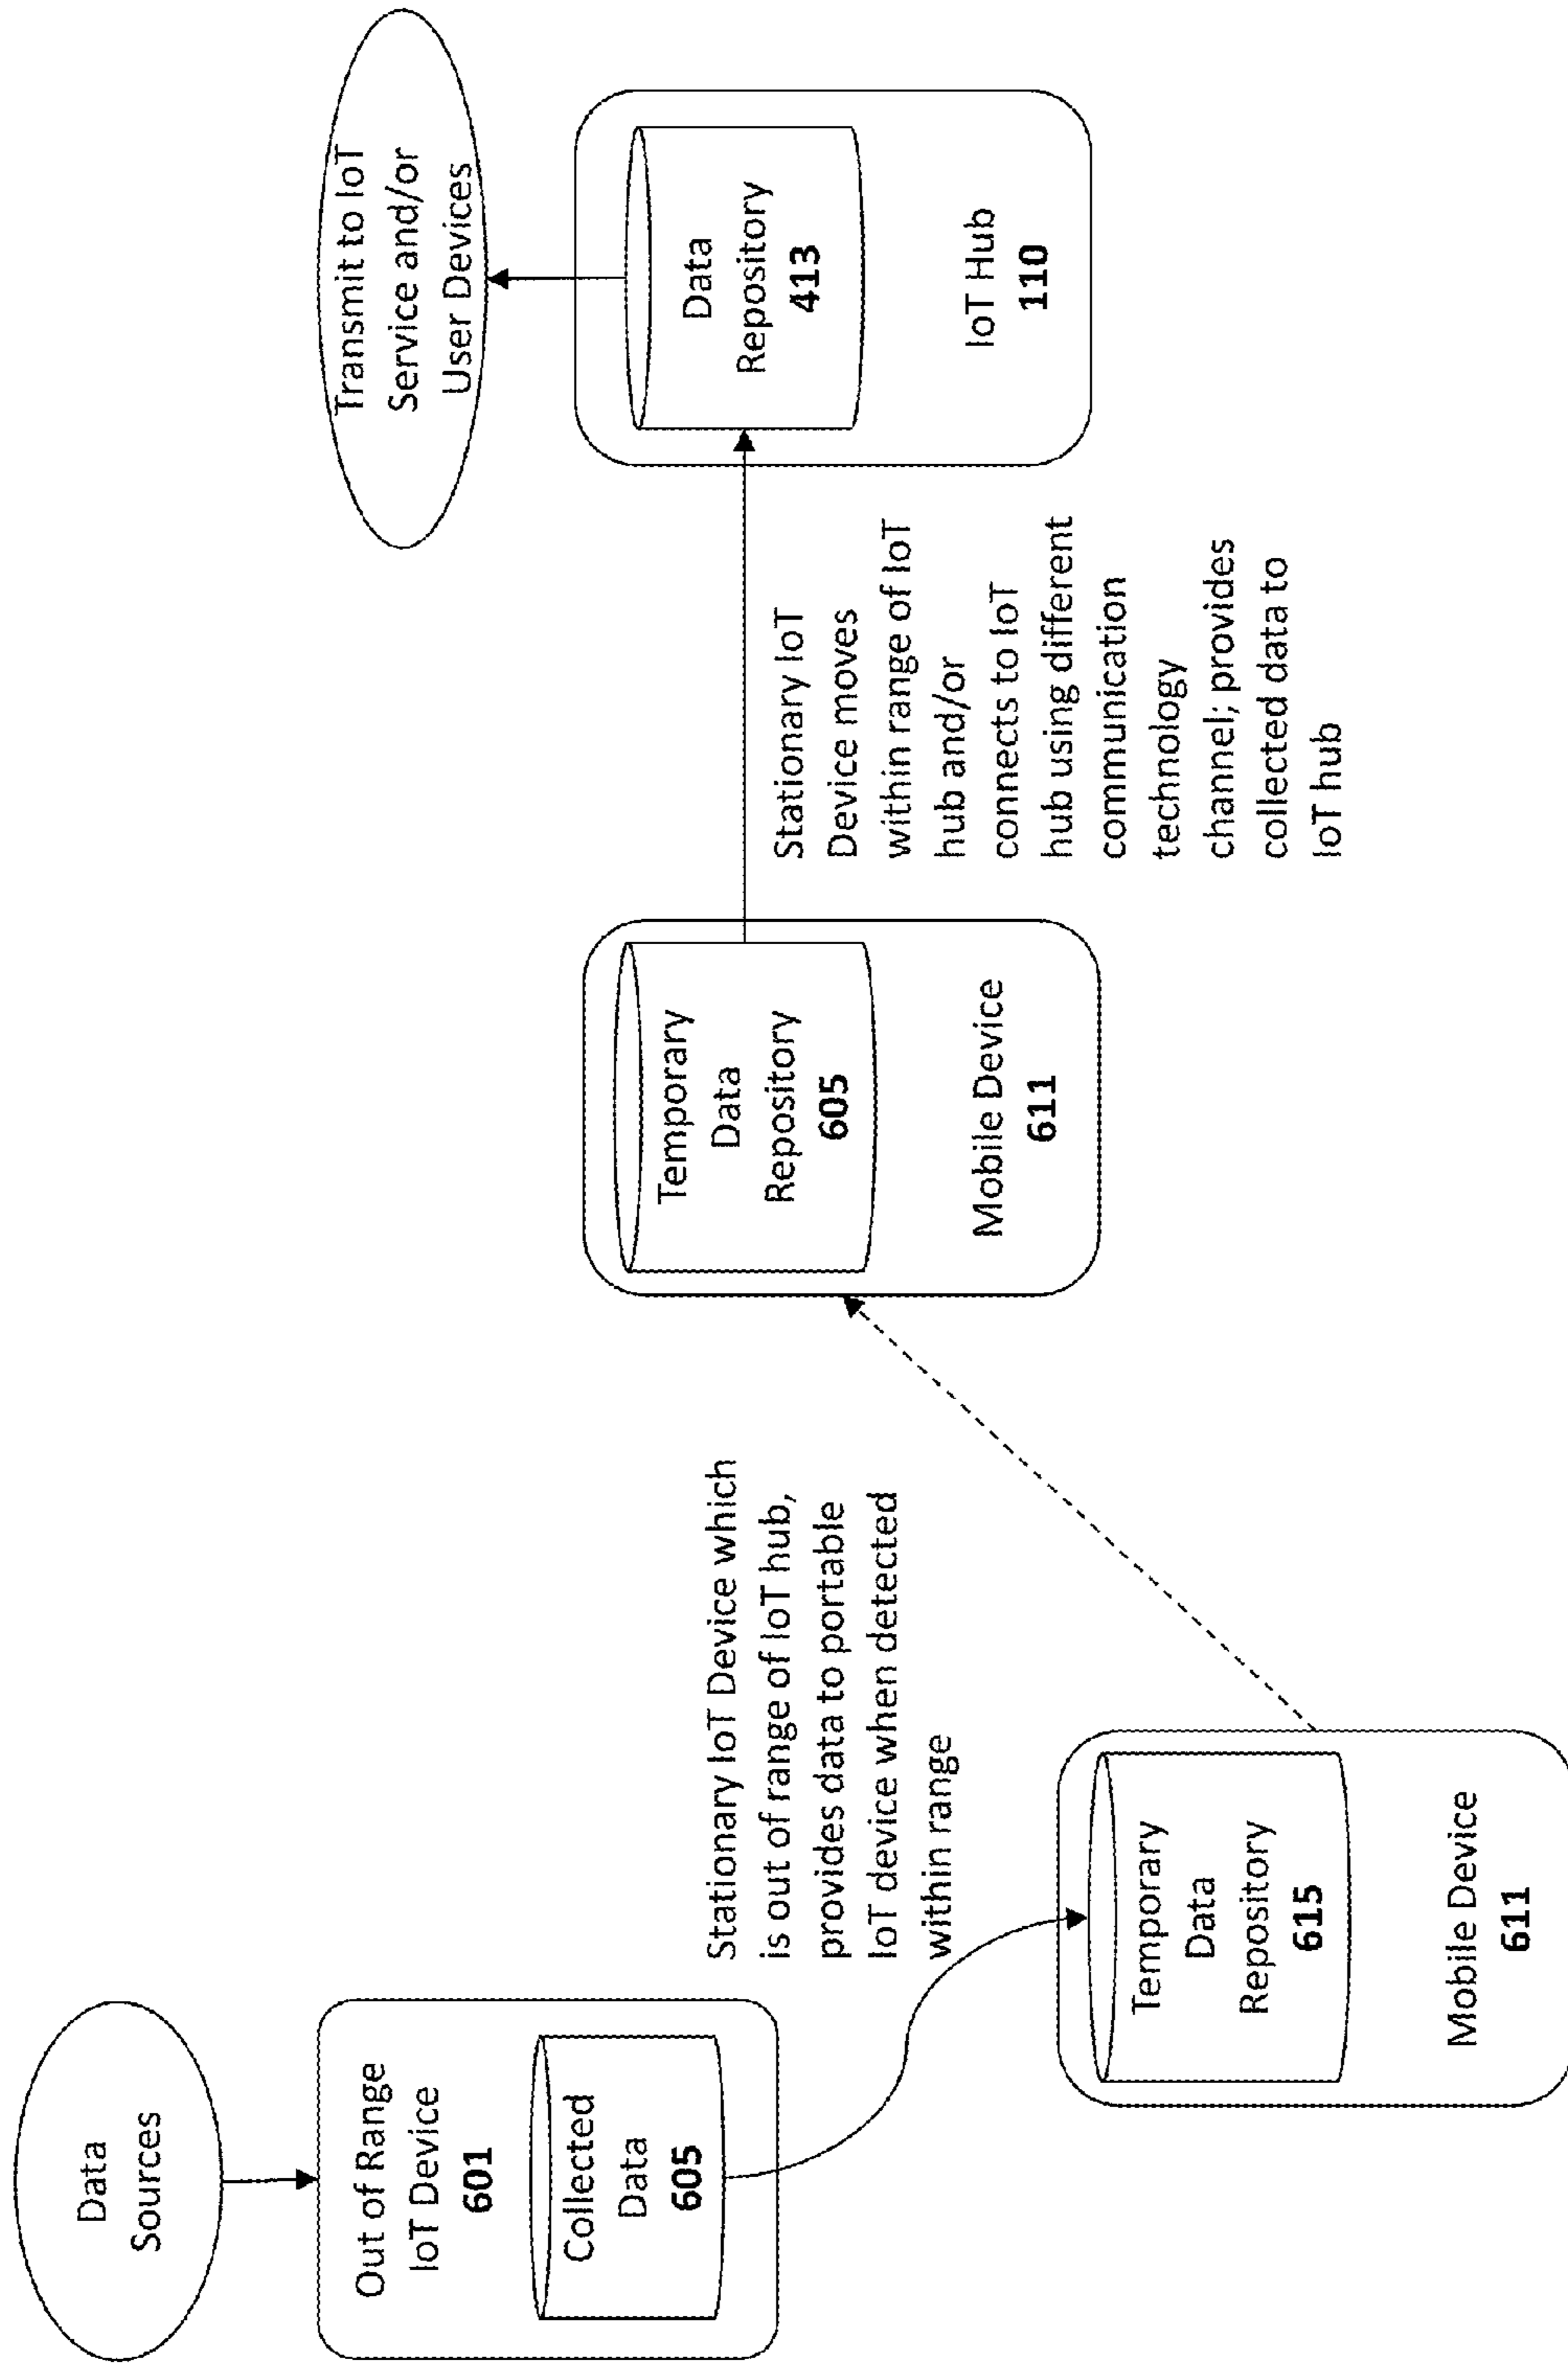 Data
Sources
Out of Range
IoT Device
601
Collected
Data
605
Stationary IoT Device which
is out of range of IoT hub,
provides data to portable
IoT device when detected
within range
Temporary
Data
Repository
615
Mobile Device
611
Temporary
Data
Repository
605
Mobile Device
611
Stationary IoT
Device moves
within range of IoT
hub and/or
connects to IoT
hub using different
communication
technology
channel; provides
collected data to
IoT hub
Data
Repository
413
IoT Hub
110
Transmit to IoT
Service and/or
User Devices